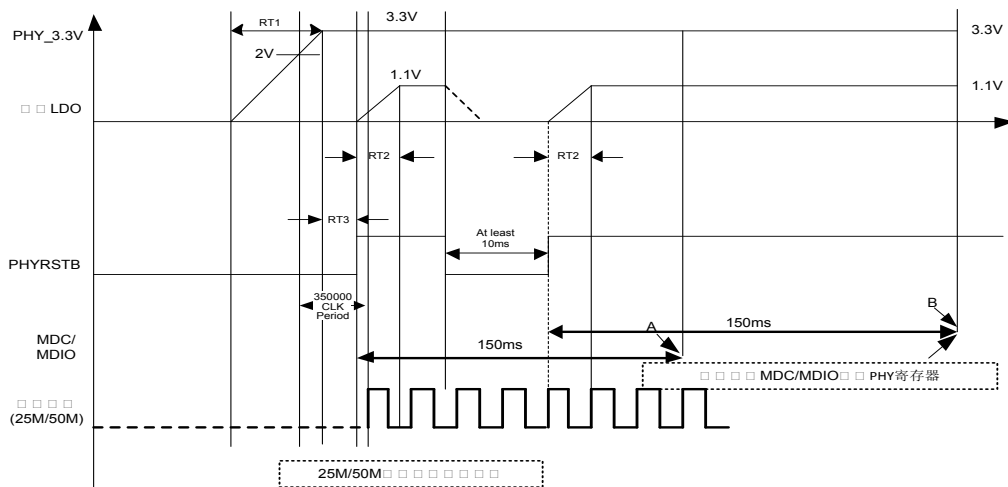 RT1
3.3V
PHY_3.3V
3.3V
2V
1.1V
1.1V
LDO
RT2
RT2
RT3
At least
10ms
PHYRSTB
350000
CLK
Period
B
150ms
A
MDC/
MDIO
150ms
MDC/MDIO
PHY寄存器
(25M/50M)
25M/50M